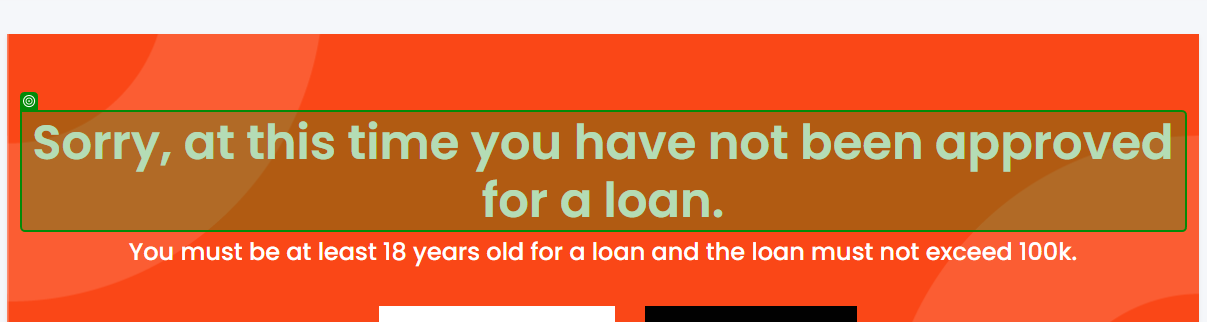 Sorry, at this time you have not been approved
for a loan.
You must be at least 18 years old for a loan and the loan must not exceed 100k.